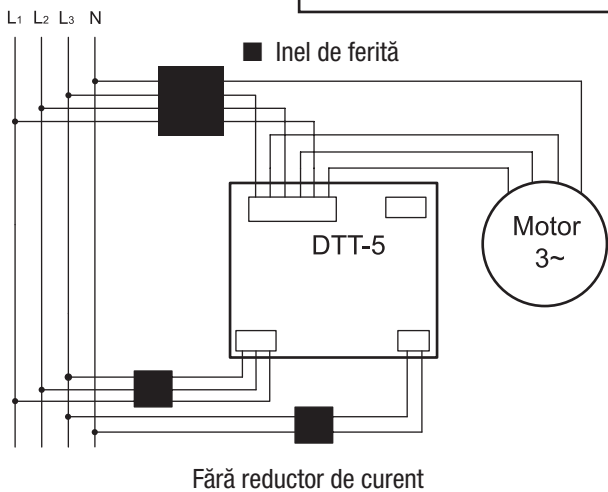 L1 L2 L3 N
Inel de ferită
DTT-5
Motor
3~
Fără reductor de curent